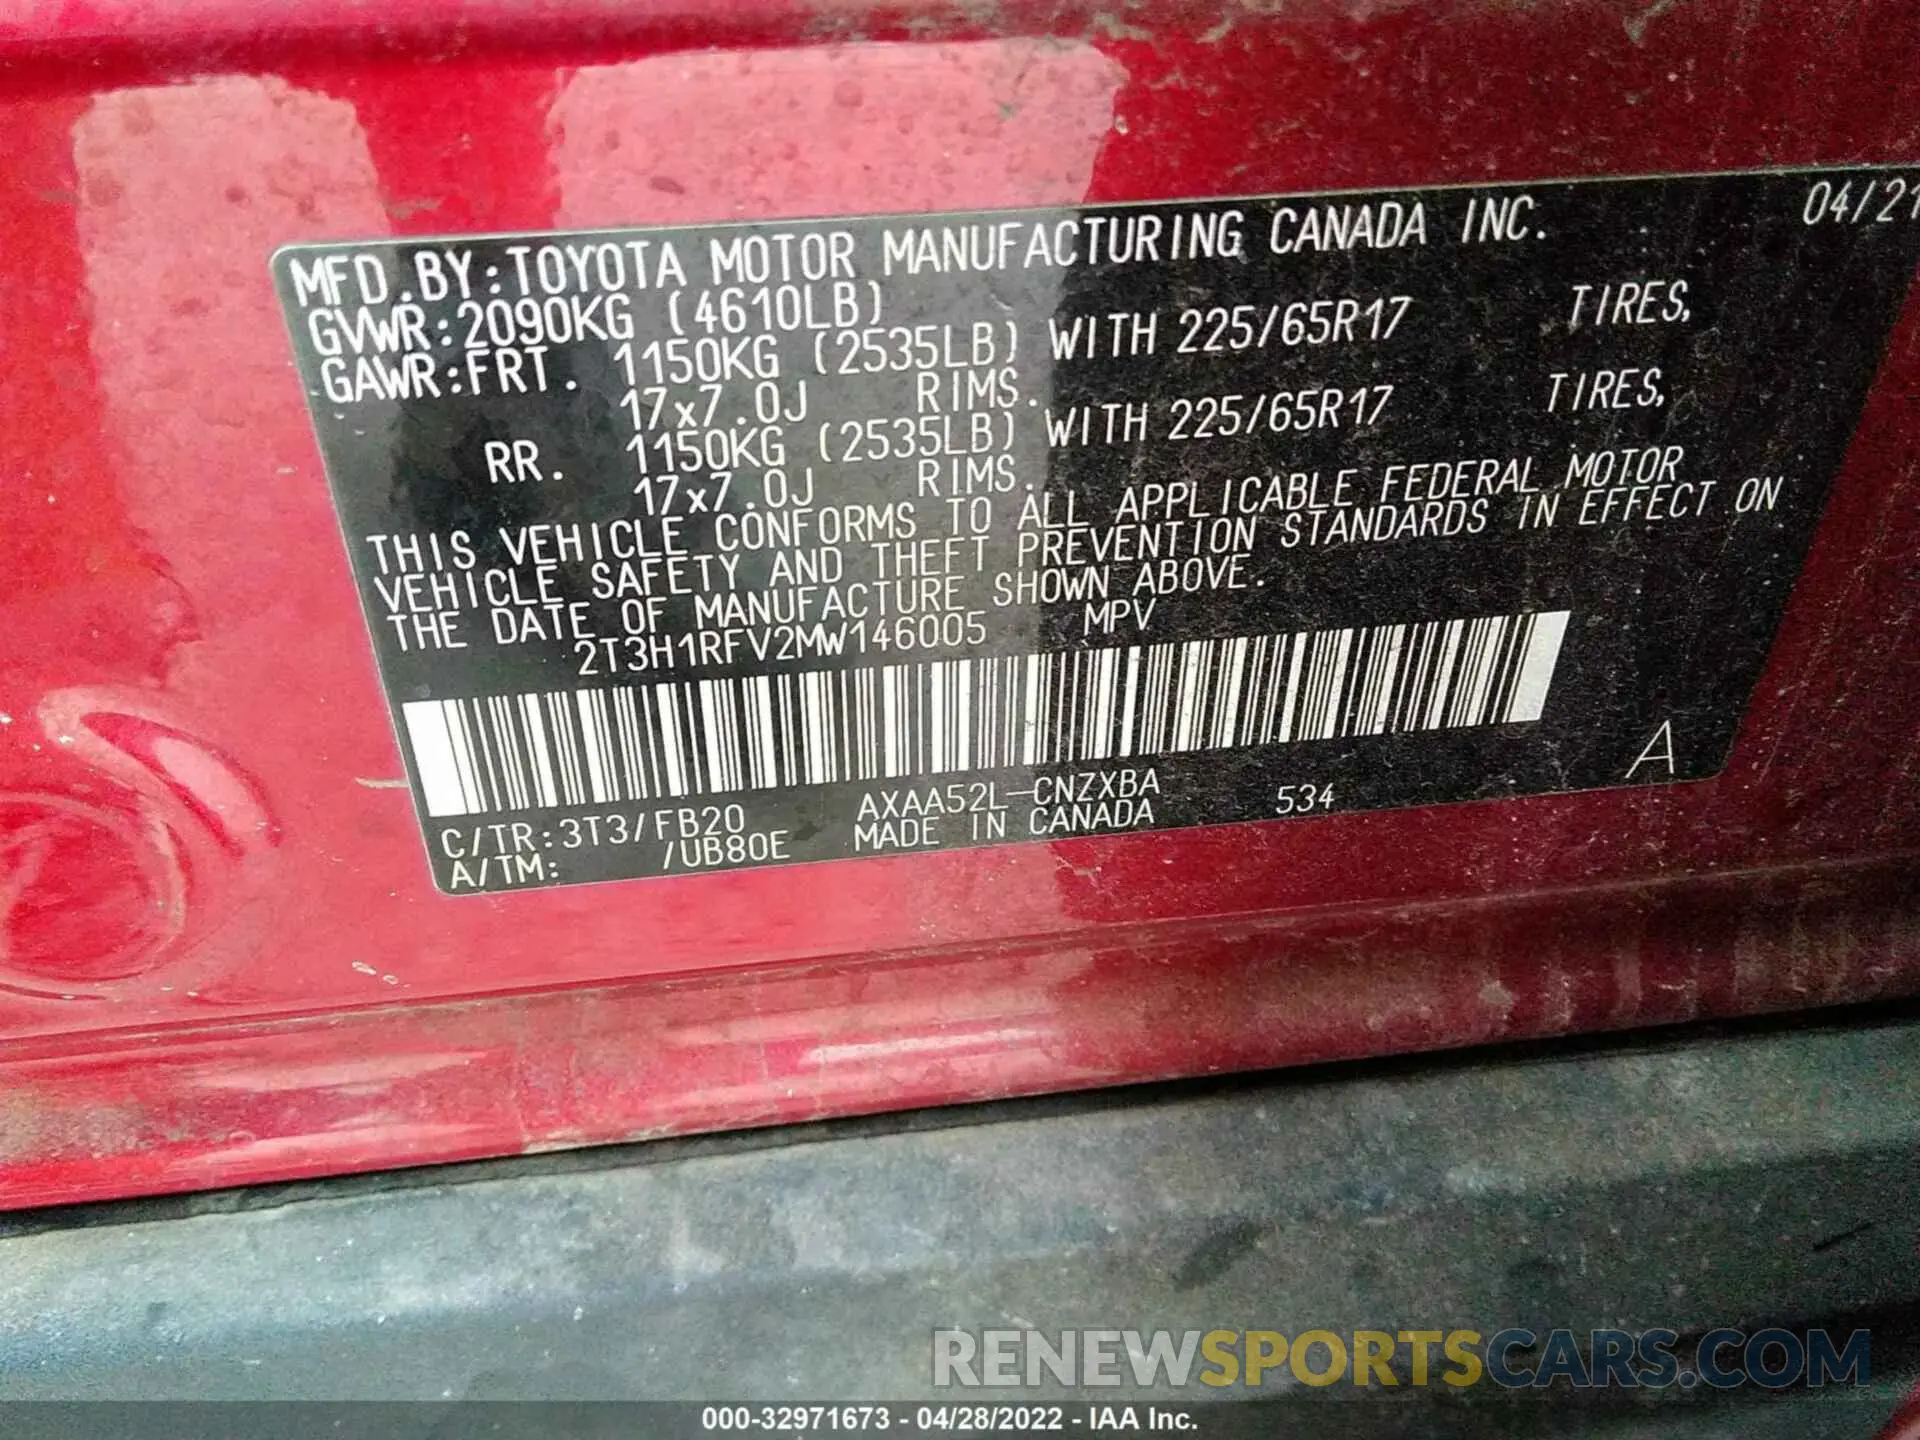 04/21
MFD.BY:TOYOTA MOTOR MANUFACTURING CANADA INC.
GVWR:2090KG (4610LB)
GAWR:FRT. 1150KG (2535LB) WITH 225/65R17 TIRES,
17x7.0J RIMS.
RR. 1150KG (2535LB) WITH 225/65R17 TIRES,
17x7.0J RIMS.
THIS VEHICLE CONFORMS TO ALL APPLICABLE FEDERAL MOTOR
VEHICLE SAFETY AND THEFT PREVENTION STANDARDS IN EFFECT ON
THE DATE OF MANUFACTURE SHOWN ABOVE.
2T3H1RFV2MW146005 MPV
A
C/TR:3T3/FB20 AXAA52L-CNZXBA 534
A/TM: /UB80E MADE IN CANADA
RENEWSPORTSCARS.COM
000-32971673 - 04/28/2022 - IAA Inc.